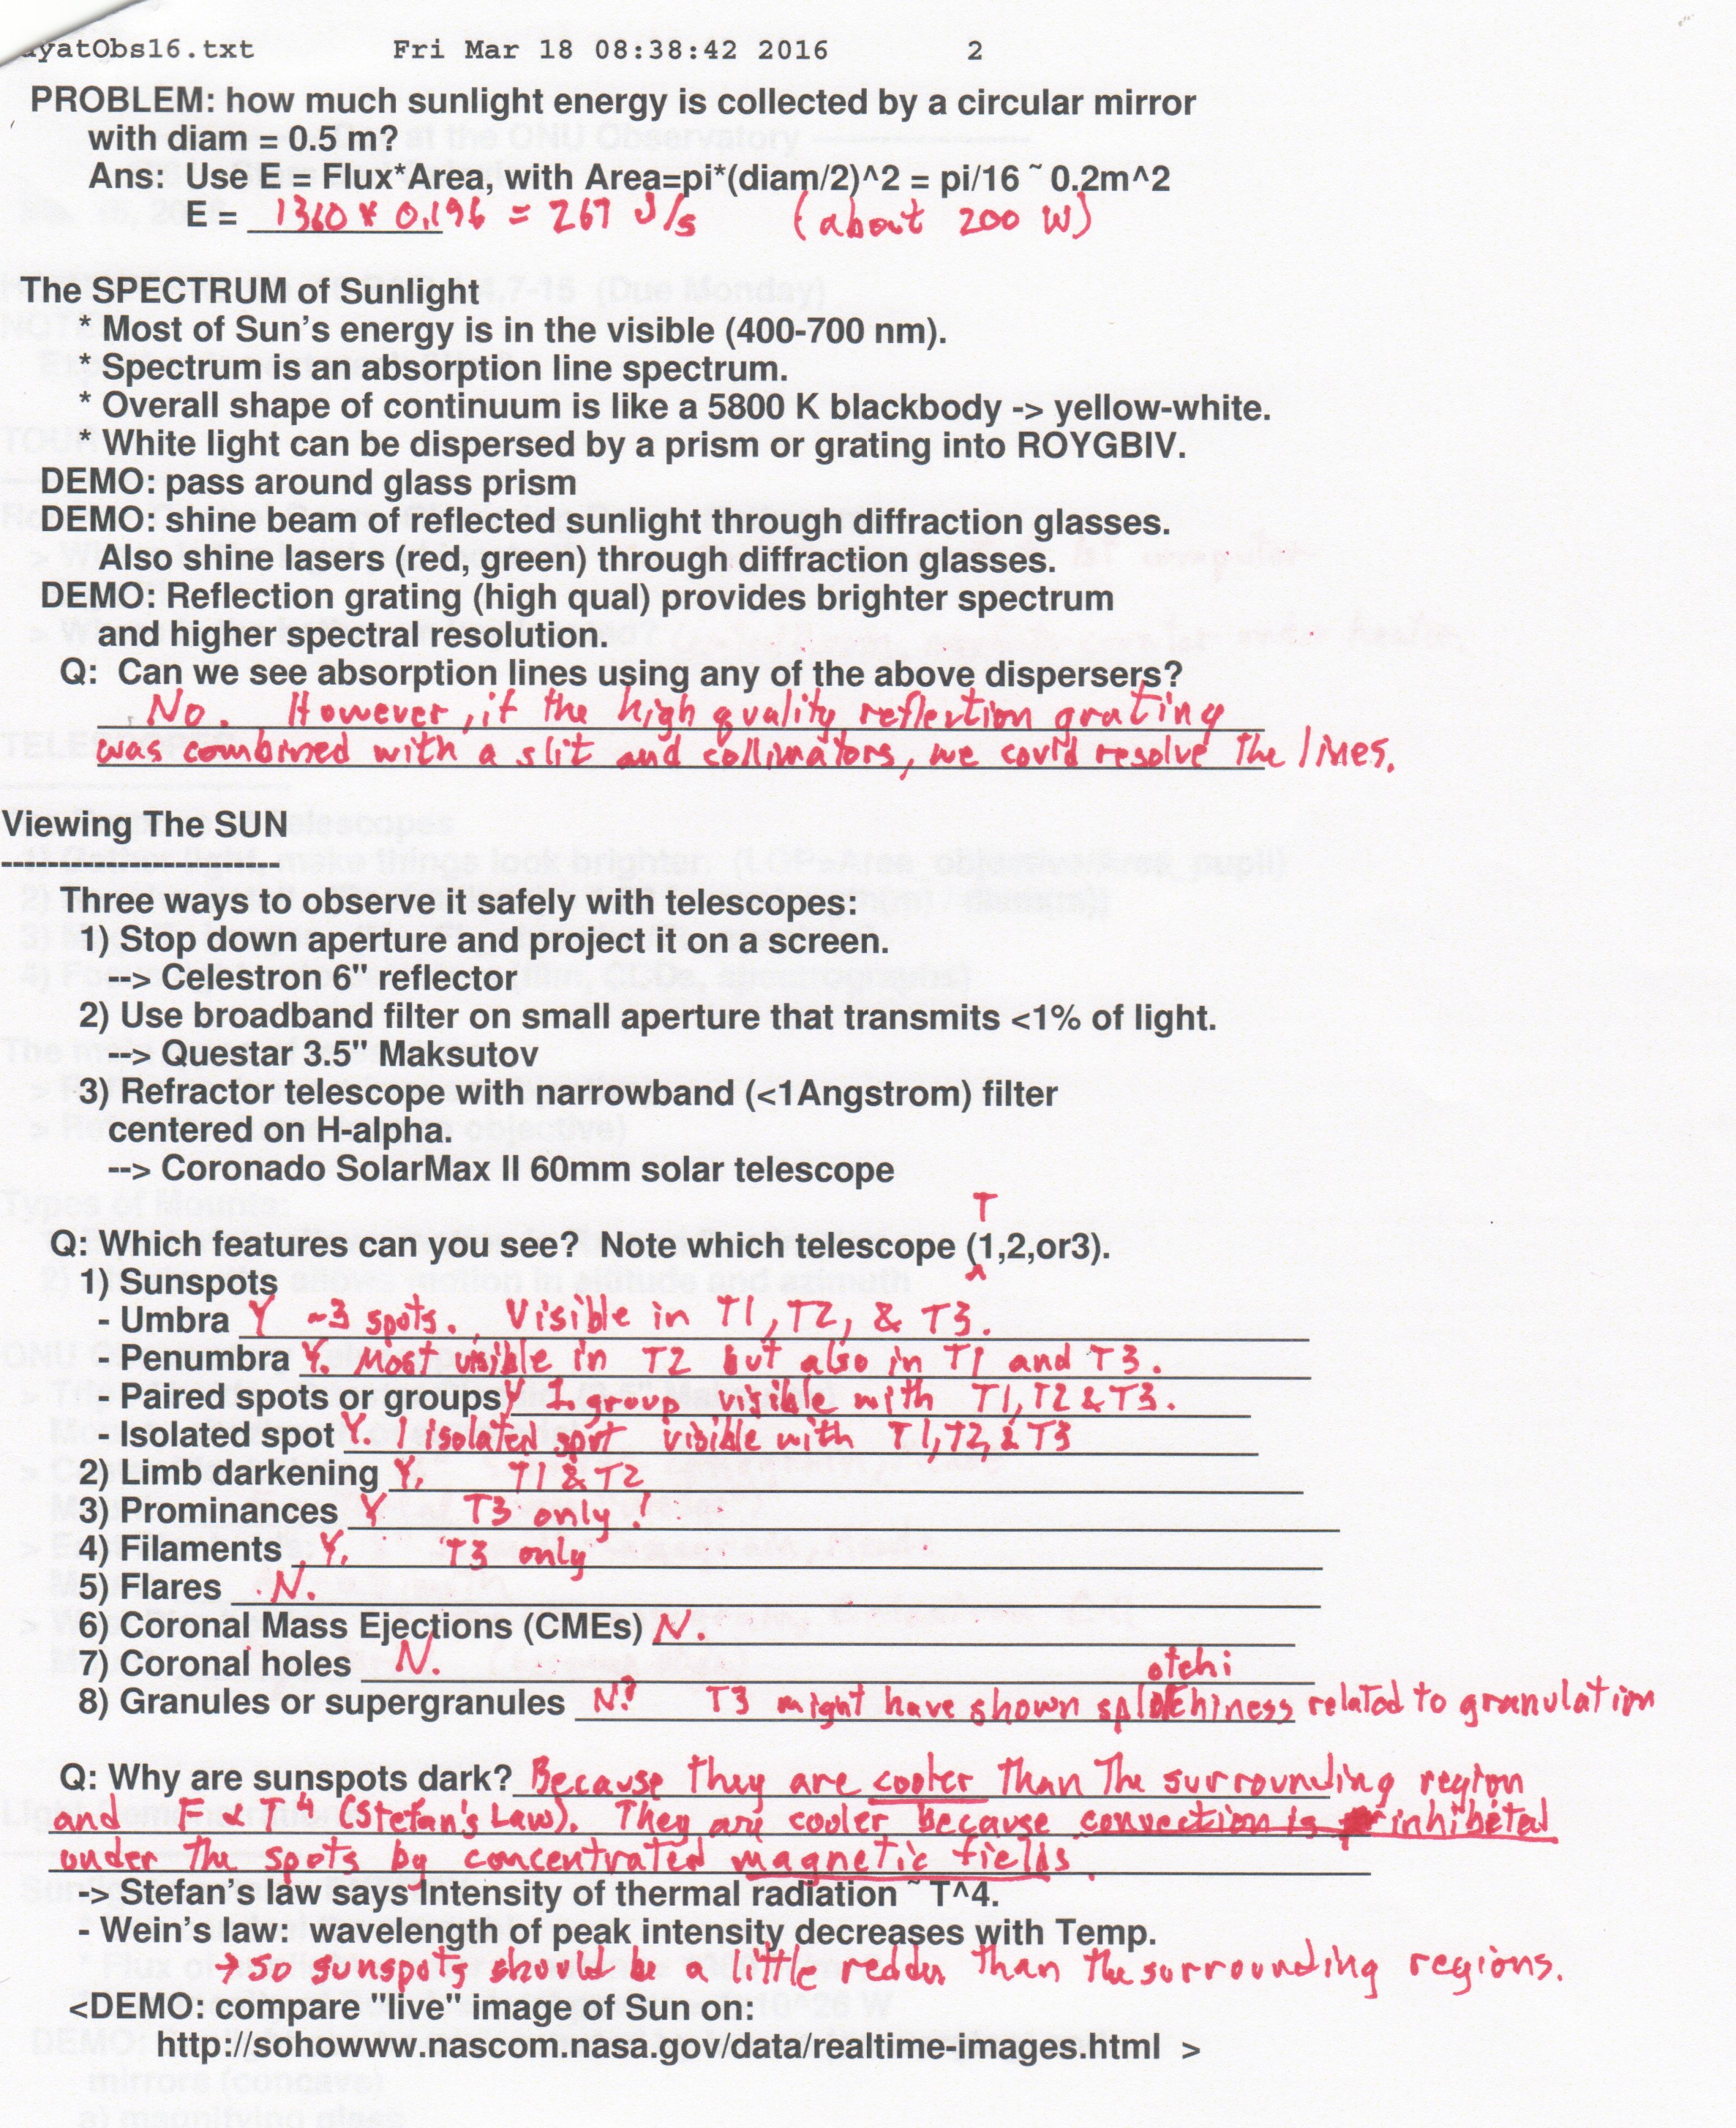 ayatObs16.txt Fri Mar 18 08:38:42 2016 2
PROBLEM: how much sunlight energy is collected by a circular mirror
with diam = 0.5 m?
Ans: Use E = Flux*Area, with Area=pi*(diam/2)^2 = pi/16 ~ 0.2m^2
E = 1360 * 0.196 = 267 J/s (about 200 W)
The SPECTRUM of Sunlight
* Most of Sun's energy is in the visible (400-700 nm).
* Spectrum is an absorption line spectrum.
* Overall shape of continuum is like a 5800 K blackbody -> yellow-white.
* White light can be dispersed by a prism or grating into ROYGBIV.
DEMO: pass around glass prism
DEMO: shine beam of reflected sunlight through diffraction glasses.
Also shine lasers (red, green) through diffraction glasses.
DEMO: Reflection grating (high qual) provides brighter spectrum
and higher spectral resolution.
Q: Can we see absorption lines using any of the above dispersers?
No. However, if the high quality reflection grating
was combined with a slit and collimators, we could resolve the lines.
Viewing The SUN
------------------------
Three ways to observe it safely with telescopes:
1) Stop down aperture and project it on a screen.
--> Celestron 6" reflector
2) Use broadband filter on small aperture that transmits <1% of light.
--> Questar 3.5" Maksutov
3) Refractor telescope with narrowband (<1Angstrom) filter
centered on H-alpha.
--> Coronado SolarMax II 60mm solar telescope
T
Q: Which features can you see? Note which telescope (1,2,or3).
1) Sunspots
- Umbra Y ~3 spots. Visible in T1, T2, & T3.
- Penumbra Y. Most visible in T2 but also in T1 and T3.
- Paired spots or groups Y 1 group visible with T1, T2 & T3.
- Isolated spot Y. 1 isolated spot visible with T1, T2, & T3
2) Limb darkening Y. T1 & T2
3) Prominances Y T3 only!
4) Filaments Y. T3 only
5) Flares N.
6) Coronal Mass Ejections (CMEs) N.
7) Coronal holes N.
otchi
8) Granules or supergranules N? T3 might have shown splotchiness related to granulation
Q: Why are sunspots dark? Because they are cooler than the surrounding region
and F ∝ T^4 (Stefan's Law). They are cooler because convection is inhibited
under the spots by concentrated magnetic fields.
-> Stefan's law says Intensity of thermal radiation ~ T^4.
- Wein's law: wavelength of peak intensity decreases with Temp.
→ so sunspots should be a little redder than the surrounding regions.
<DEMO: compare "live" image of Sun on:
http://sohowww.nascom.nasa.gov/data/realtime-images.html >